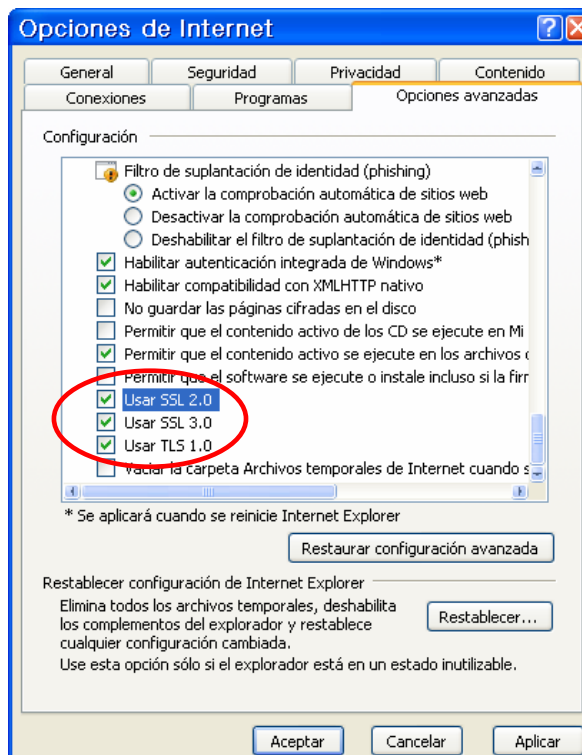 Opciones de Internet
General Seguridad Privacidad Contenido
Conexiones Programas Opciones avanzadas
Configuración
Filtro de suplantación de identidad (phishing)
Activar la comprobación automática de sitios web
Desactivar la comprobación automática de sitios web
Deshabilitar el filtro de suplantación de identidad (phish
Habilitar autenticación integrada de Windows*
Habilitar compatibilidad con XMLHTTP nativo
No guardar las páginas cifradas en el disco
Permitir que el contenido activo de los CD se ejecute en Mi
Permitir que el contenido activo se ejecute en los archivos
Permitir que el software se ejecute o instale incluso si la firr
Usar SSL 2.0
Usar SSL 3.0
Usar TLS 1.0
Vaciar la carpeta Archivos temporales de Internet cuando s
* Se aplicará cuando se reinicie Internet Explorer
Restaurar configuración avanzada
Restablecer configuración de Internet Explorer
Elimina todos los archivos temporales, deshabilita
los complementos del explorador y restablece
cualquier configuración cambiada.
Restablecer...
Use esta opción sólo si el explorador está en un estado inutilizable.
Aceptar Cancelar Aplicar